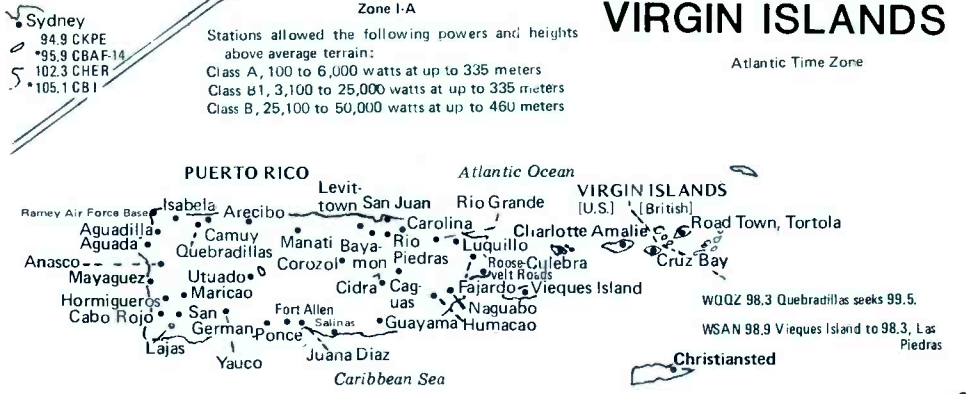 Sydney
94.9 CKPE
*95.9 CBAF-14
102.3 CHER
*105.1 CBI
Zone I-A
Stations allowed the following powers and heights
above average terrain:
Class A, 100 to 6,000 watts at up to 335 meters
Class B1, 3,100 to 25,000 watts at up to 335 meters
Class B, 25,100 to 50,000 watts at up to 460 meters
VIRGIN ISLANDS
Atlantic Time Zone
PUERTO RICO
Atlantic Ocean
VIRGIN ISLANDS
[U.S.] [British]
Ramey Air Force Base
Isabela
Arecibo
Levit-
town
San Juan
Carolina
Rio Grande
Charlotte Amalie
Road Town, Tortola
Aguadilla
Aguada
Camuy
Quebradillas
Manati
Baya-
mon
Rio
Piedras
Luquillo
Culebra
Cruz Bay
Anasco
Mayaguez
Utuado
Corozol
Roose-
velt Roads
Maricao
Cidra
Cag-
uas
Fajardo
Vieques Island
Hormigueros
Cabo Rojo
San
German
Fort Allen
Salinas
Ponce
Guayama
Naguabo
Humacao
Lajas
Yauco
Juana Diaz
Caribbean Sea
WQQZ 98.3 Quebradillas seeks 99.5.
WSAN 98.9 Vieques Island to 98.3, Las
Piedras
Christiansted